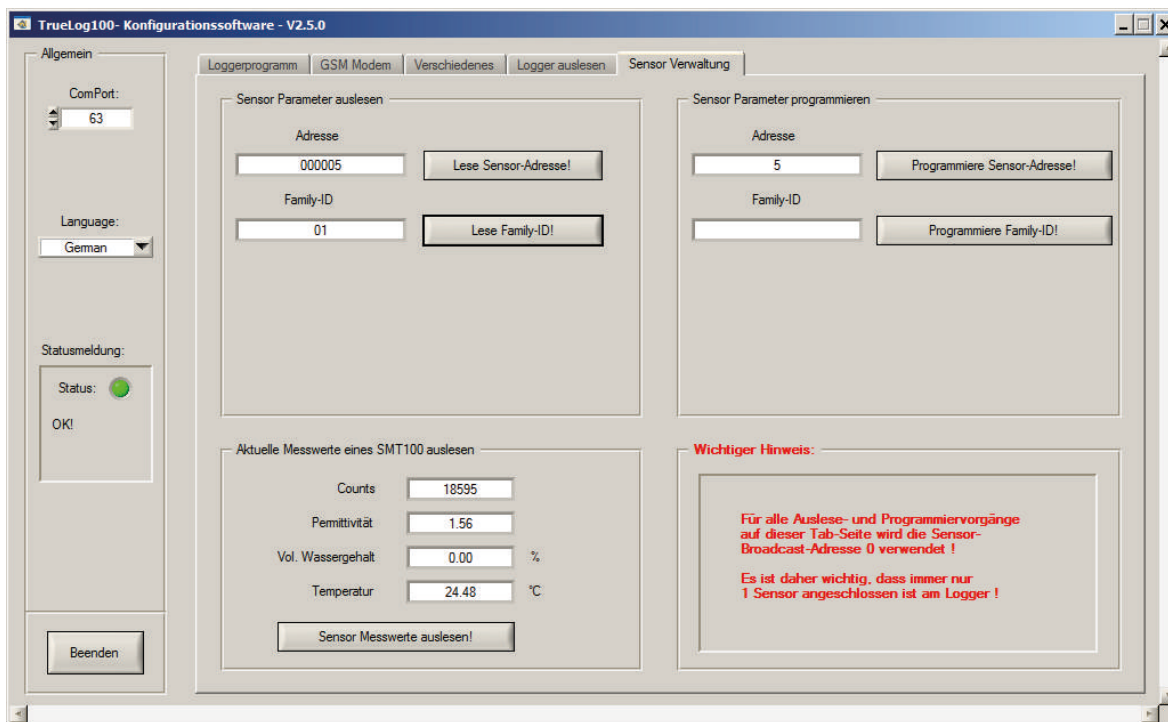 TrueLog100- Konfigurationssoftware - V2.5.0
Allgemein
ComPort:
63
Language:
German
Statusmeldung:
Status:
OK!
Beenden
Loggerprogramm
GSM Modem
Verschiedenes
Logger auslesen
Sensor Verwaltung
Sensor Parameter auslesen
Adresse
000005
Lese Sensor-Adresse!
Family-ID
01
Lese Family-ID!
Sensor Parameter programmieren
Adresse
5
Programmiere Sensor-Adresse!
Family-ID
Programmiere Family-ID!
Aktuelle Messwerte eines SMT100 auslesen
Counts
18595
Permittivität
1.56
Vol. Wassergehalt
0.00
%
Temperatur
24.48
°C
Sensor Messwerte auslesen!
Wichtiger Hinweis:
Für alle Auslese- und Programmiervorgänge
auf dieser Tab-Seite wird die Sensor-
Broadcast-Adresse 0 verwendet !
Es ist daher wichtig, dass immer nur
1 Sensor angeschlossen ist am Logger !